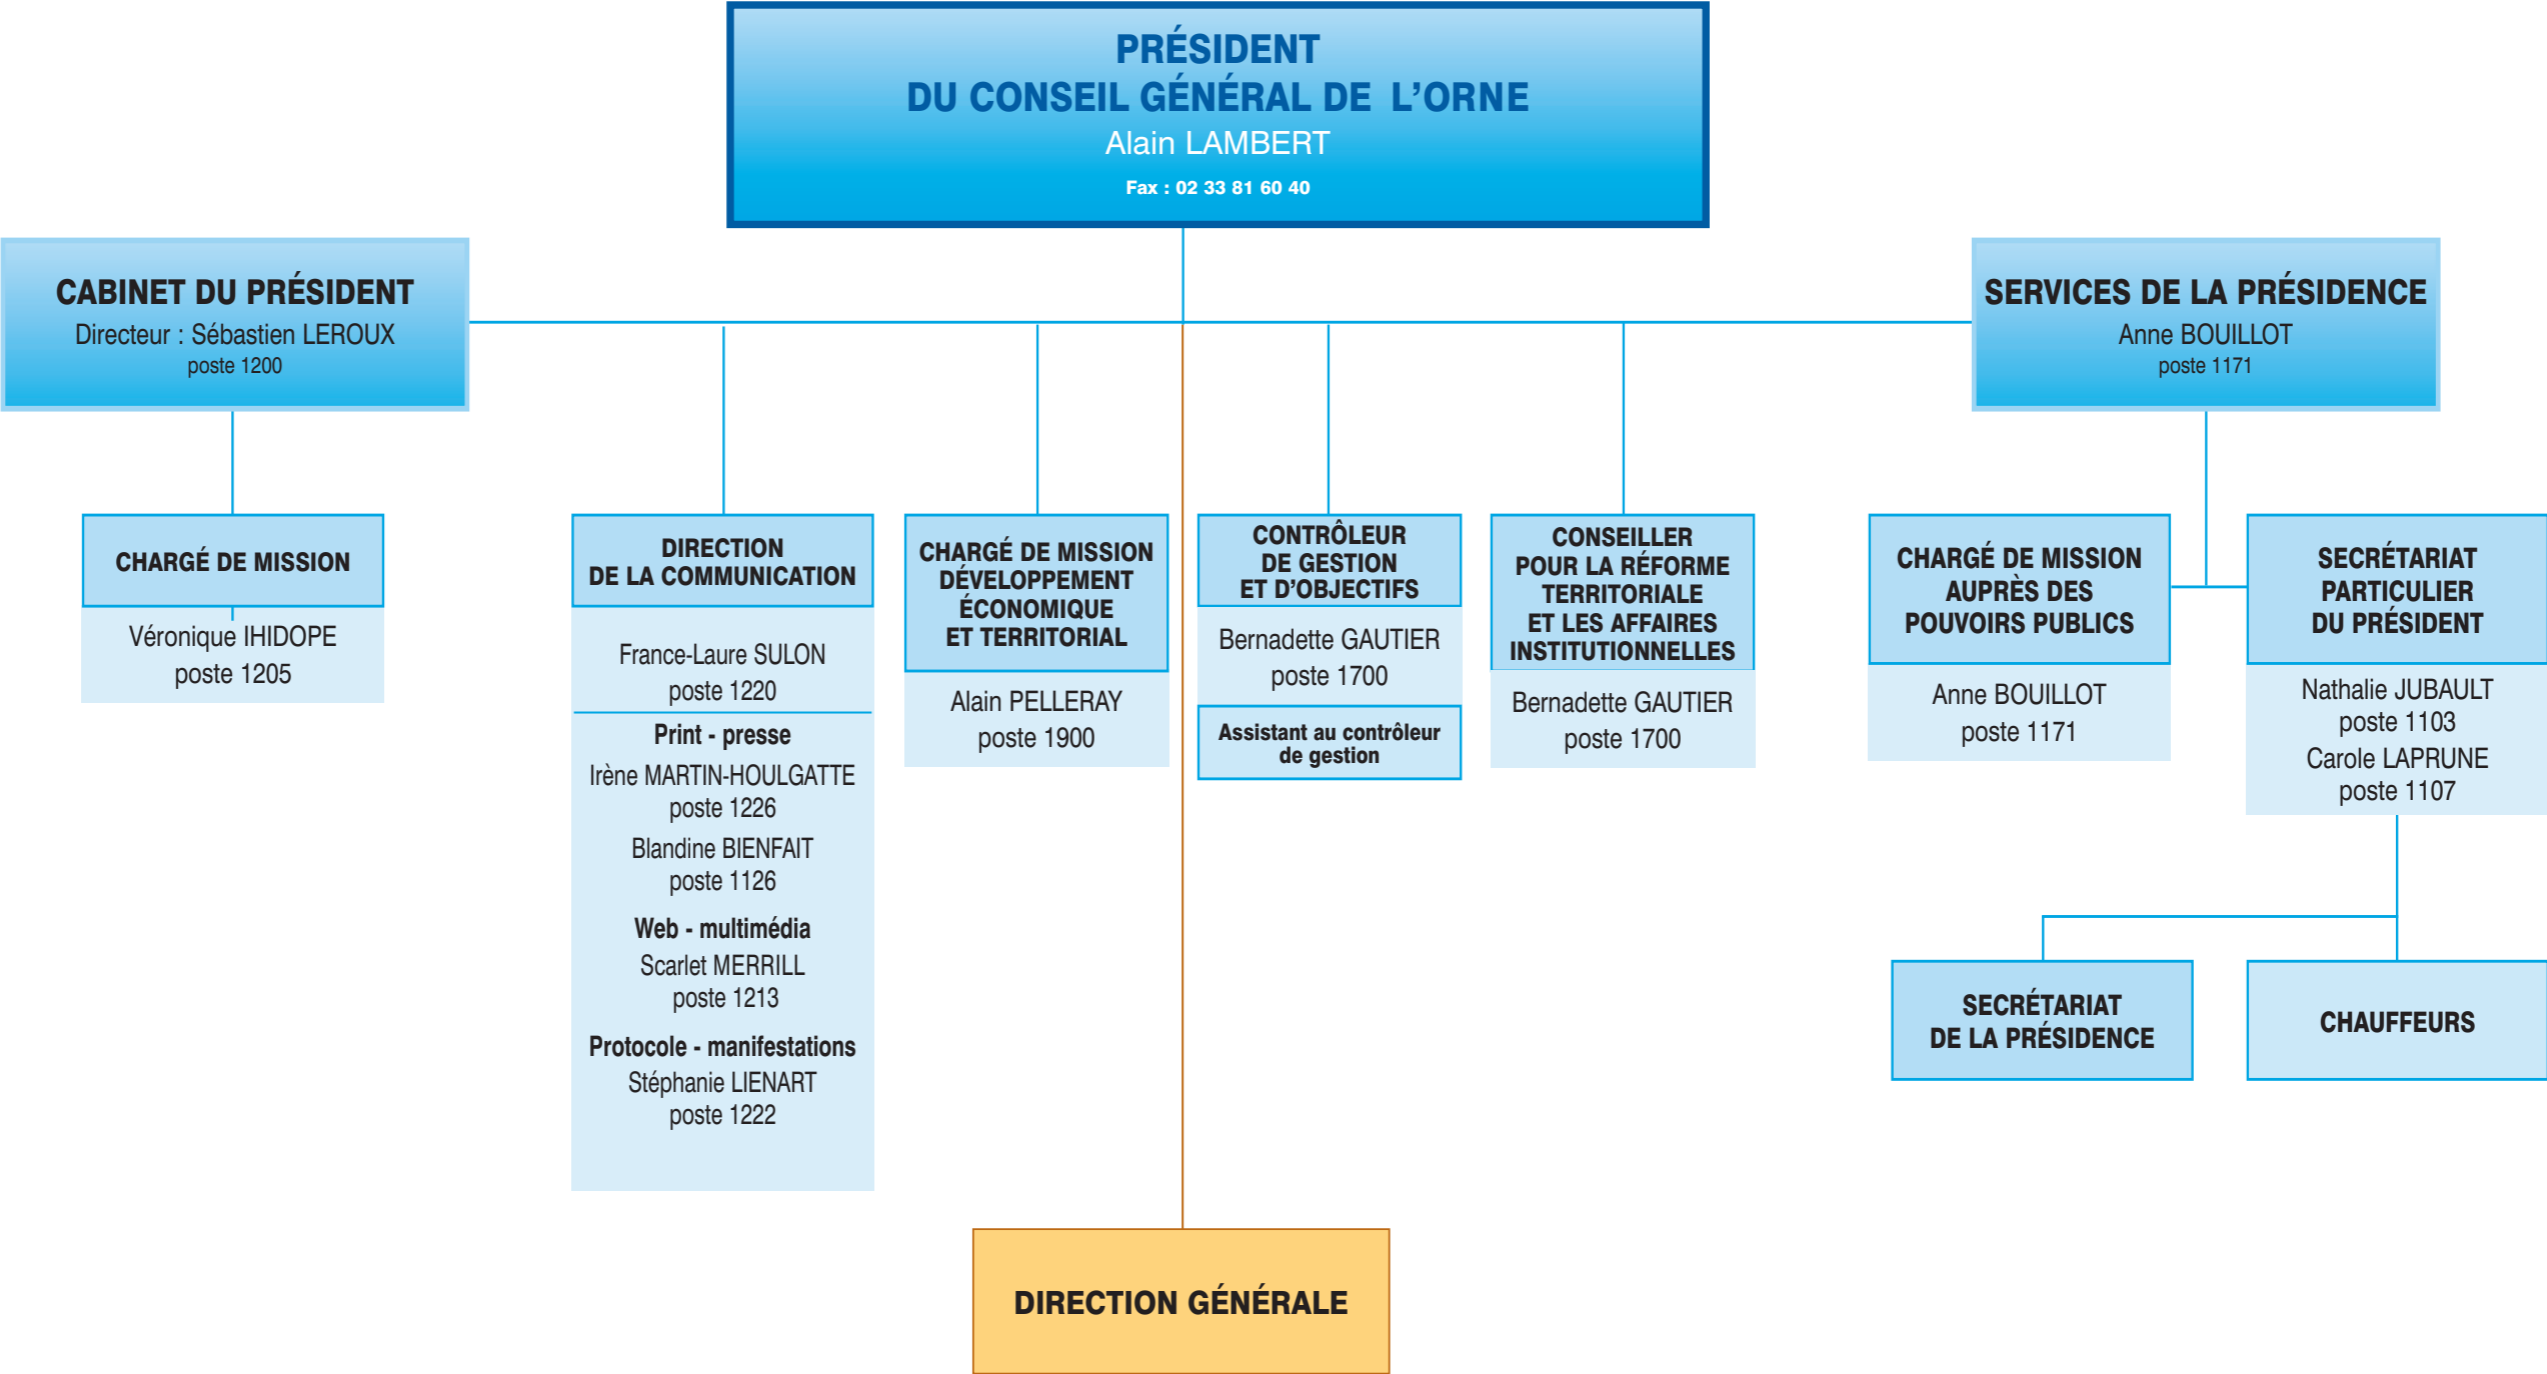 PRÉSIDENT
DU CONSEIL GÉNÉRAL DE L’ORNE
Alain LAMBERT
Fax : 02 33 81 60 40
CABINET DU PRÉSIDENT
Directeur : Sébastien LEROUX
poste 1200
SERVICES DE LA PRÉSIDENCE
Anne BOUILLOT
poste 1171
CHARGÉ DE MISSION
Véronique IHIDOPE
poste 1205
DIRECTION
DE LA COMMUNICATION
France-Laure SULON
poste 1220
Print - presse
Irène MARTIN-HOULGATTE
poste 1226
Blandine BIENFAIT
poste 1126
Web - multimédia
Scarlet MERRILL
poste 1213
Protocole - manifestations
Stéphanie LIENART
poste 1222
CHARGÉ DE MISSION
DÉVELOPPEMENT
ÉCONOMIQUE
ET TERRITORIAL
Alain PELLERAY
poste 1900
CONTRÔLEUR
DE GESTION
ET D’OBJECTIFS
Bernadette GAUTIER
poste 1700
Assistant au contrôleur
de gestion
CONSEILLER
POUR LA RÉFORME
TERRITORIALE
ET LES AFFAIRES
INSTITUTIONNELLES
Bernadette GAUTIER
poste 1700
CHARGÉ DE MISSION
AUPRÈS DES
POUVOIRS PUBLICS
Anne BOUILLOT
poste 1171
SECRÉTARIAT
PARTICULIER
DU PRÉSIDENT
Nathalie JUBAULT
poste 1103
Carole LAPRUNE
poste 1107
SECRÉTARIAT
DE LA PRÉSIDENCE
CHAUFFEURS
DIRECTION GÉNÉRALE